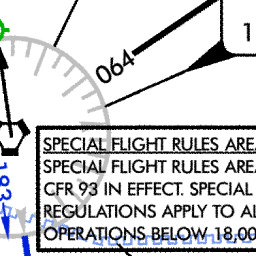 1
064
SPECIAL FLIGHT RULES AREA
SPECIAL FLIGHT RULES AREA
CFR 93 IN EFFECT. SPECIAL
REGULATIONS APPLY TO AL
OPERATIONS BELOW 18,00
193